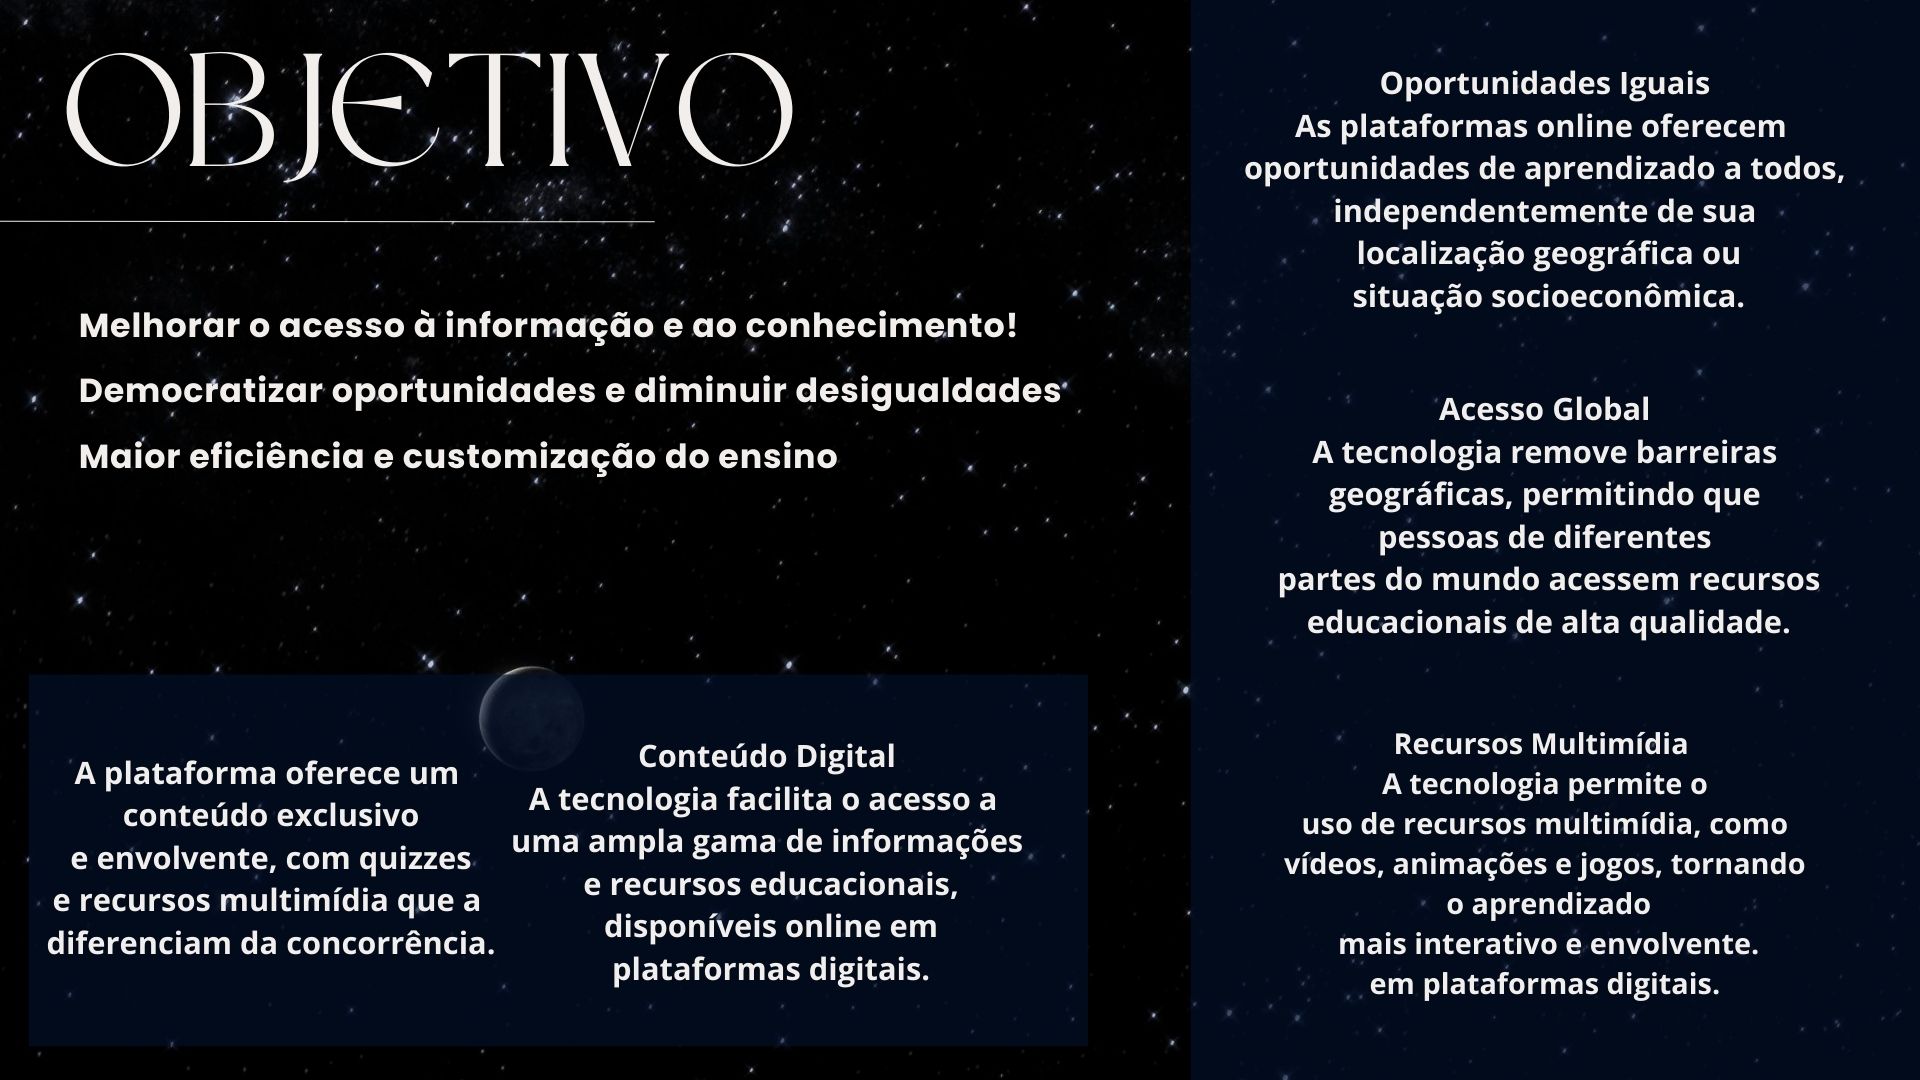 OBJETIVO
Melhorar o acesso à informação e ao conhecimento!
Democratizar oportunidades e diminuir desigualdades
Maior eficiência e customização do ensino
A plataforma oferece um
conteúdo exclusivo
e envolvente, com quizzes
e recursos multimídia que a
diferenciam da concorrência.
Conteúdo Digital
A tecnologia facilita o acesso a
uma ampla gama de informações
e recursos educacionais,
disponíveis online em
plataformas digitais.
Oportunidades Iguais
As plataformas online oferecem
oportunidades de aprendizado a todos,
independentemente de sua
localização geográfica ou
situação socioeconômica.
Acesso Global
A tecnologia remove barreiras
geográficas, permitindo que
pessoas de diferentes
partes do mundo acessem recursos
educacionais de alta qualidade.
Recursos Multimídia
A tecnologia permite o
uso de recursos multimídia, como
vídeos, animações e jogos, tornando
o aprendizado
mais interativo e envolvente.
em plataformas digitais.